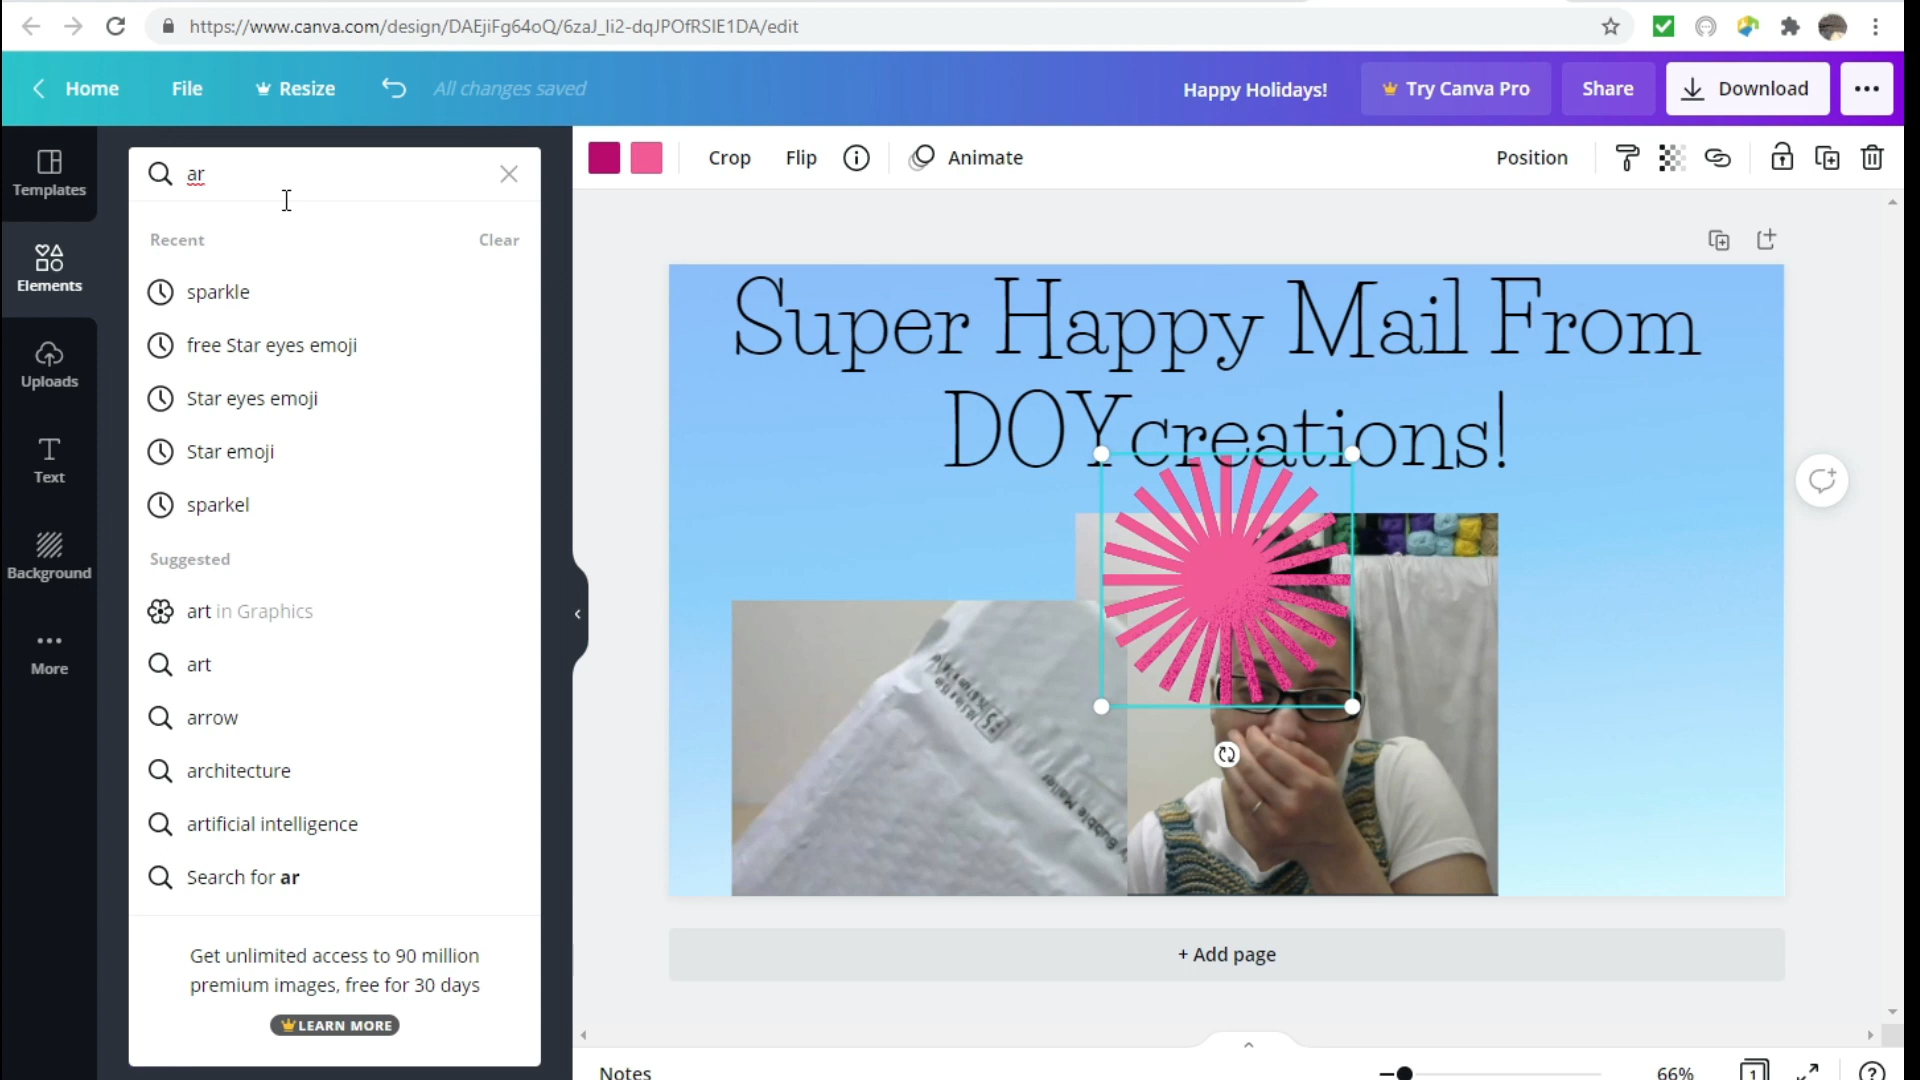 https://www.canva.com/design/DAEjiFg64oQ/6zaJ_Ii2-dqJPOfRSIE1DA/edit
Home
File
Resize
All changes saved
Happy Holidays!
Try Canva Pro
Share
Download
Templates
Elements
Uploads
Text
Background
More
ar
Recent
Clear
sparkle
free Star eyes emoji
Star eyes emoji
Star emoji
sparkel
Suggested
art in Graphics
art
arrow
architecture
artificial intelligence
Search for ar
Get unlimited access to 90 million
premium images, free for 30 days
LEARN MORE
Crop
Flip
Animate
Position
Super Happy Mail From
DOYcreations!
Bubble Mailer
+ Add page
Notes
66%
1